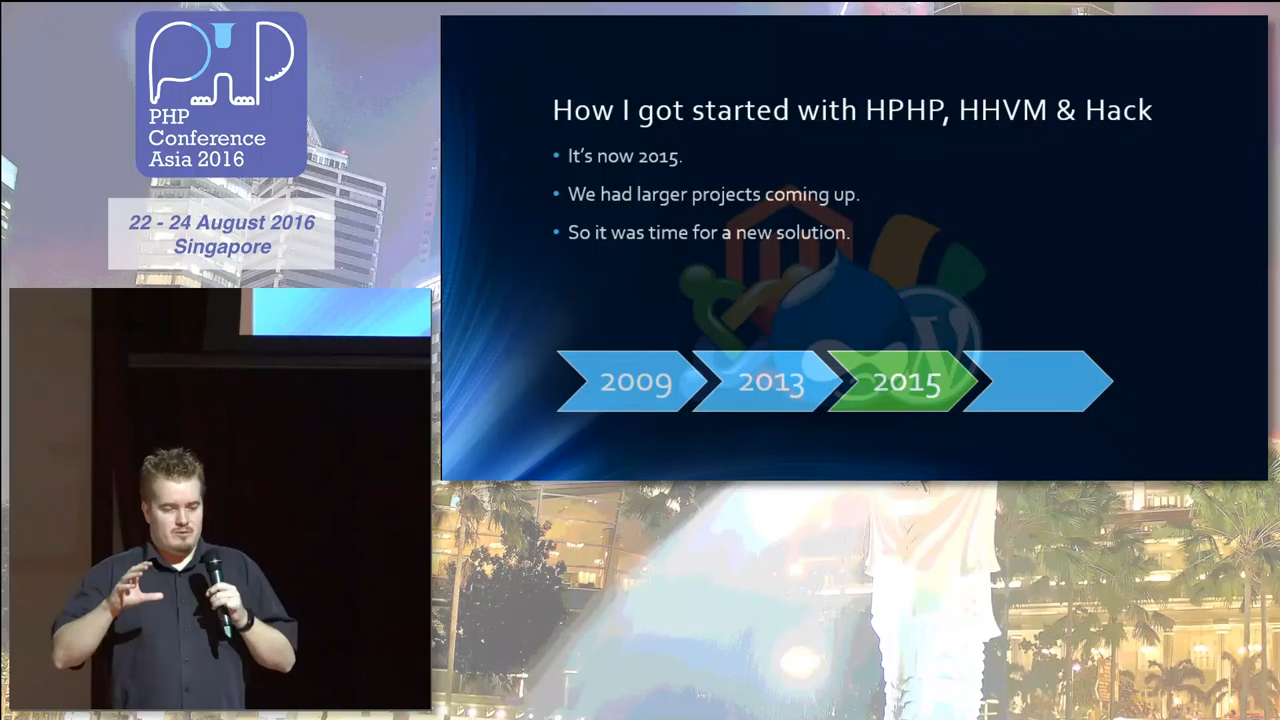 PHP
PHP
Conference
Asia 2016
22 - 24 August 2016
Singapore
How I got started with HPHP, HHVM & Hack
• It's now 2015.
• We had larger projects coming up.
• So it was time for a new solution.
2009
2013
2015
W